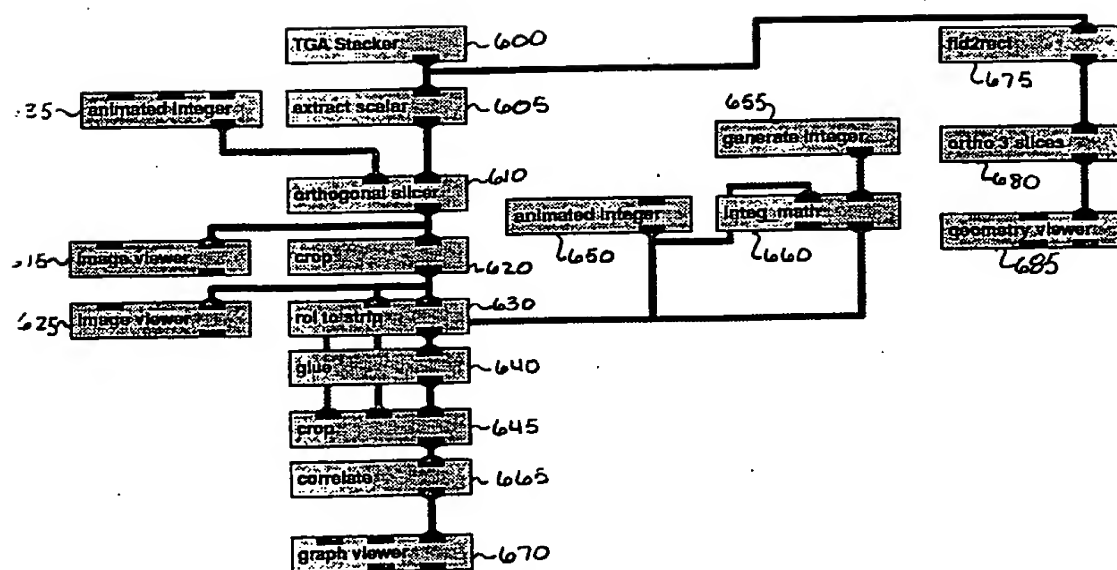 TGA Stacker 600
fld2rect
675
animated integer
extract scalar 605
655
generate integer
ortho 3 slices
680
610
orthogonal slicer
animated integer
650
integ math
660
geometry viewer
685
image viewer
crop
620
image viewer
625
roi to strip 630
glue 640
crop 645
correlate 665
graph viewer 670